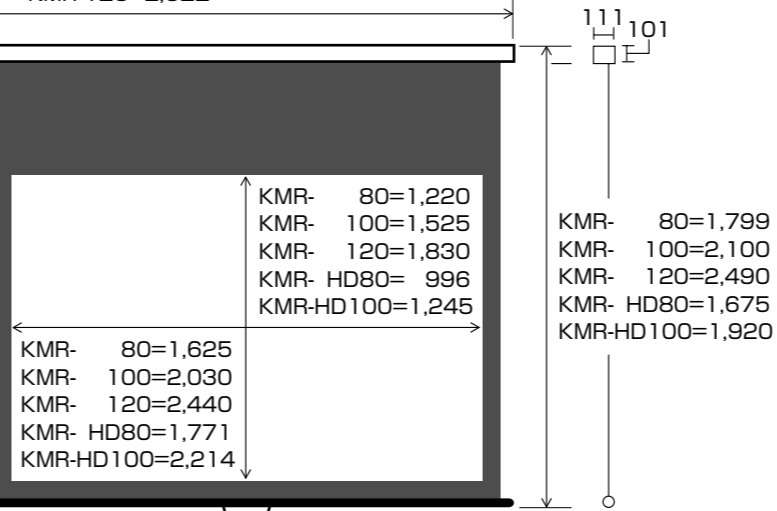 111
101
KMR- 80=1,220
KMR- 100=1,525
KMR- 120=1,830
KMR- HD80= 996
KMR-HD100=1,245
KMR- 80=1,799
KMR- 100=2,100
KMR- 120=2,490
KMR- HD80=1,675
KMR-HD100=1,920
KMR- 80=1,625
KMR- 100=2,030
KMR- 120=2,440
KMR- HD80=1,771
KMR-HD100=2,214